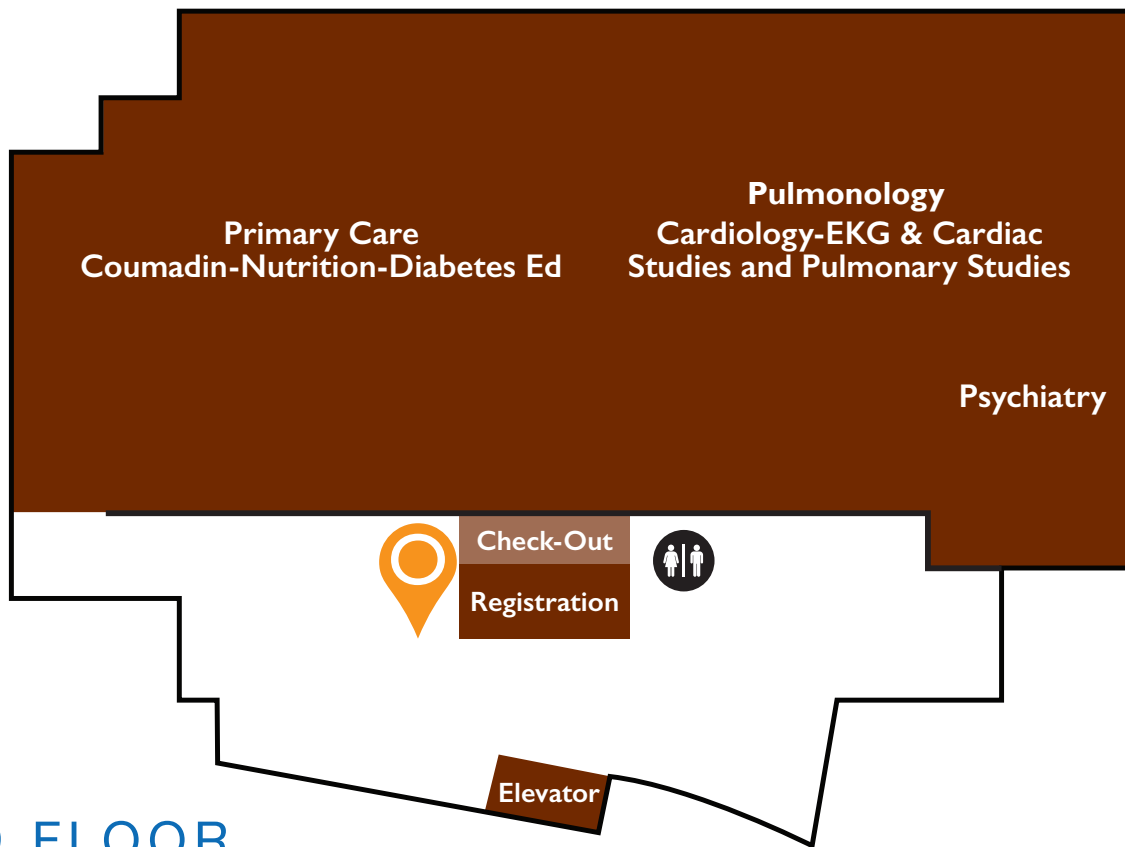 Pulmonology
Primary Care
Coumadin-Nutrition-Diabetes Ed
Cardiology-EKG & Cardiac
Studies and Pulmonary Studies
Psychiatry
Check-Out
Registration
Elevator
FLOOR